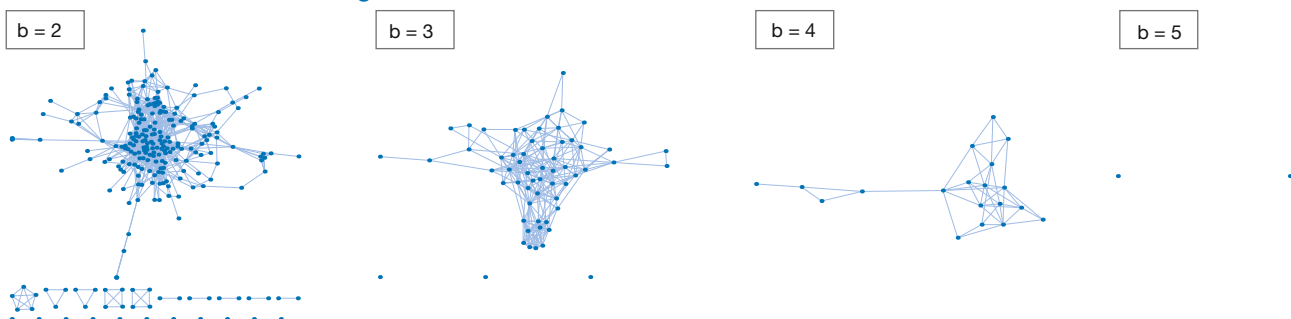 b = 2
b = 3
b = 4
b = 5